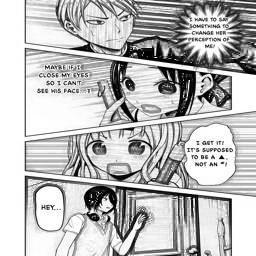 I HAVE TO SAY
SOMETHING TO
CHANGE HER
PERCEPTION OF
ME!
MAYBE IF I
CLOSE MY EYES
SO I CAN'T
SEE HIS FACE...?
I GET IT!
IT'S SUPPOSED
TO BE A ▲,
NOT AN "!
HEY...